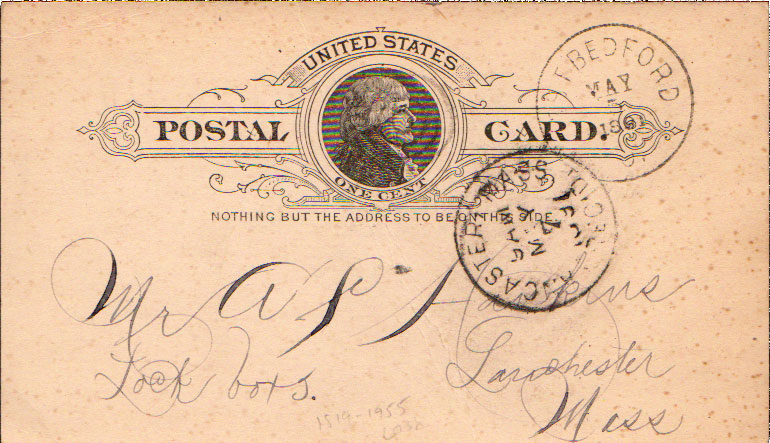 UNITED STATES
POSTAL CARD.
ONE CENT
NOTHING BUT THE ADDRESS TO BE ON THIS SIDE.
BEDFORD
MAY
MASS
Mr A P
Lock box 5.
Mass